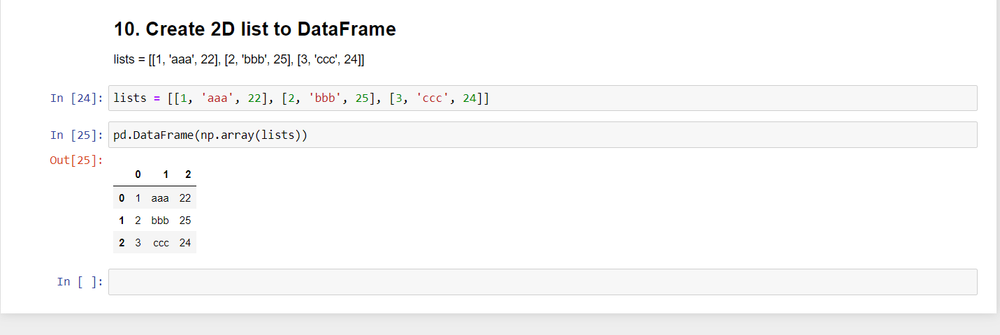 10. Create 2D list to DataFrame
lists = [[1, 'aaa', 22], [2, 'bbb', 25], [3, 'ccc', 24]]
In [24]: lists = [[1, 'aaa', 22], [2, 'bbb', 25], [3, 'ccc', 24]]
In [25]: pd.DataFrame(np.array(lists))
Out[25]:
0 1 2
0 1 aaa 22
1 2 bbb 25
2 3 ccc 24
In [ ]: